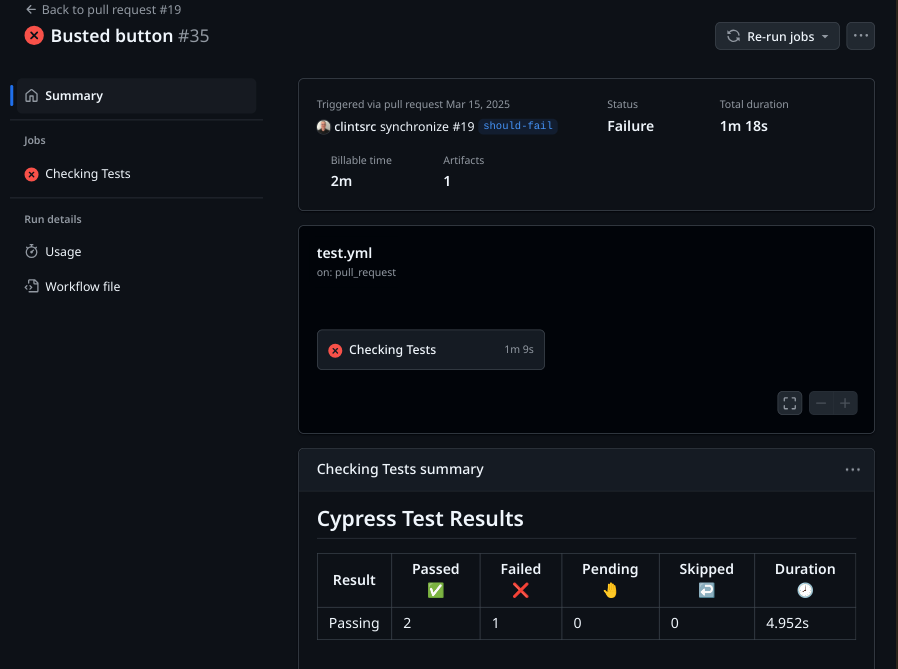 ← Back to pull request #19
Busted button #35
Re-run jobs
Summary
Jobs
Checking Tests
Run details
Usage
Workflow file
Triggered via pull request Mar 15, 2025
clintsrc synchronize #19 should-fail
Status
Failure
Total duration
1m 18s
Billable time
2m
Artifacts
1
test.yml
on: pull_request
Checking Tests 1m 9s
Checking Tests summary
Cypress Test Results
Result Passed ✅ Failed ❌ Pending 🤚 Skipped ↩️ Duration 🕗
Passing 2 1 0 0 4.952s